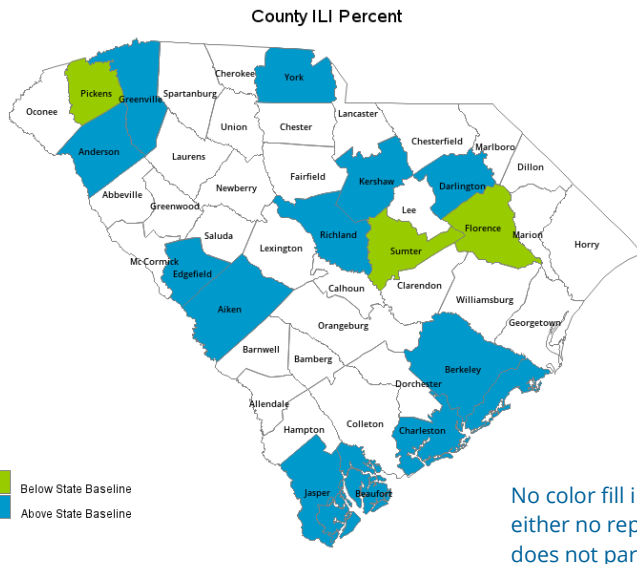 County ILI Percent
Cherokee
York
Pickens
Greenville
Spartanburg
Oconee
Union
Chester
Lancaster
Chesterfield
Marlboro
Anderson
Laurens
Dillon
Fairfield
Kershaw
Darlington
Abbeville
Newberry
Greenwood
Lee
Richland
Florence
Marion
Saluda
Lexington
Sumter
Horry
McCormick
Edgefield
Calhoun
Clarendon
Williamsburg
Aiken
Orangeburg
Georgetown
Barnwell
Bamberg
Berkeley
Dorchester
Allendale
Hampton
Colleton
Charleston
Jasper
Beaufort
Below State Baseline
Above State Baseline
No color fill i
either no rep
does not par